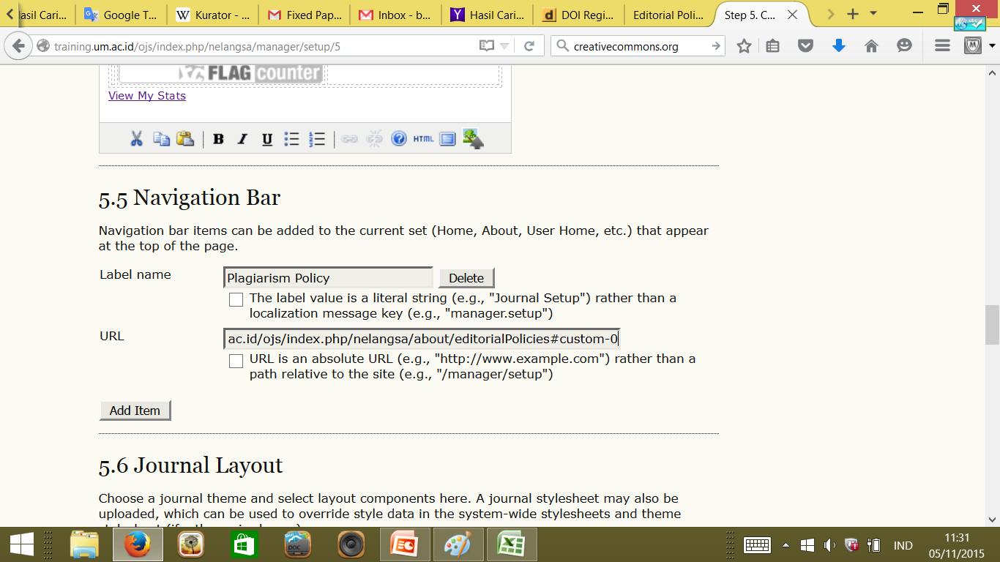 asil Cari...
Google T...
Kurator - ...
Fixed Pap...
Inbox - b...
Hasil Cari...
DOI Regi...
Editorial Poli...
Step 5. C...
training.um.ac.id/ojs/index.php/nelangsa/manager/setup/5
creativecommons.org
FLAG counter
View My Stats
B I U HTML
5.5 Navigation Bar
Navigation bar items can be added to the current set (Home, About, User Home, etc.) that appear
at the top of the page.
Label name
Plagiarism Policy
Delete
The label value is a literal string (e.g., "Journal Setup") rather than a
localization message key (e.g., "manager.setup")
URL
ac.id/ojs/index.php/nelangsa/about/editorialPolicies#custom-0
URL is an absolute URL (e.g., "http://www.example.com") rather than a
path relative to the site (e.g., "/manager/setup")
Add Item
5.6 Journal Layout
Choose a journal theme and select layout components here. A journal stylesheet may also be
uploaded, which can be used to override style data in the system-wide stylesheets and theme
DOC
IND
11:31
05/11/2015